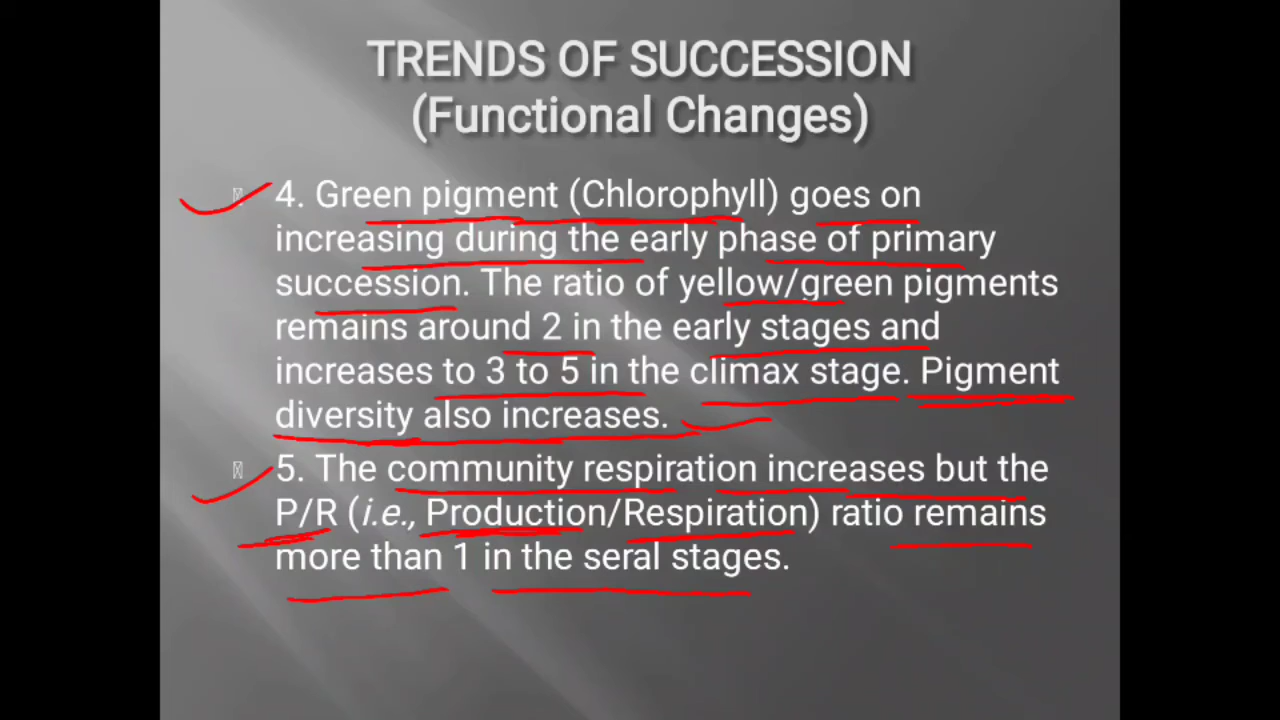 TRENDS OF SUCCESSION
(Functional Changes)
4. Green pigment (Chlorophyll) goes on
increasing during the early phase of primary
succession. The ratio of yellow/green pigments
remains around 2 in the early stages and
increases to 3 to 5 in the climax stage. Pigment
diversity also increases.
5. The community respiration increases but the
P/R (i.e., Production/Respiration) ratio remains
more than 1 in the seral stages.